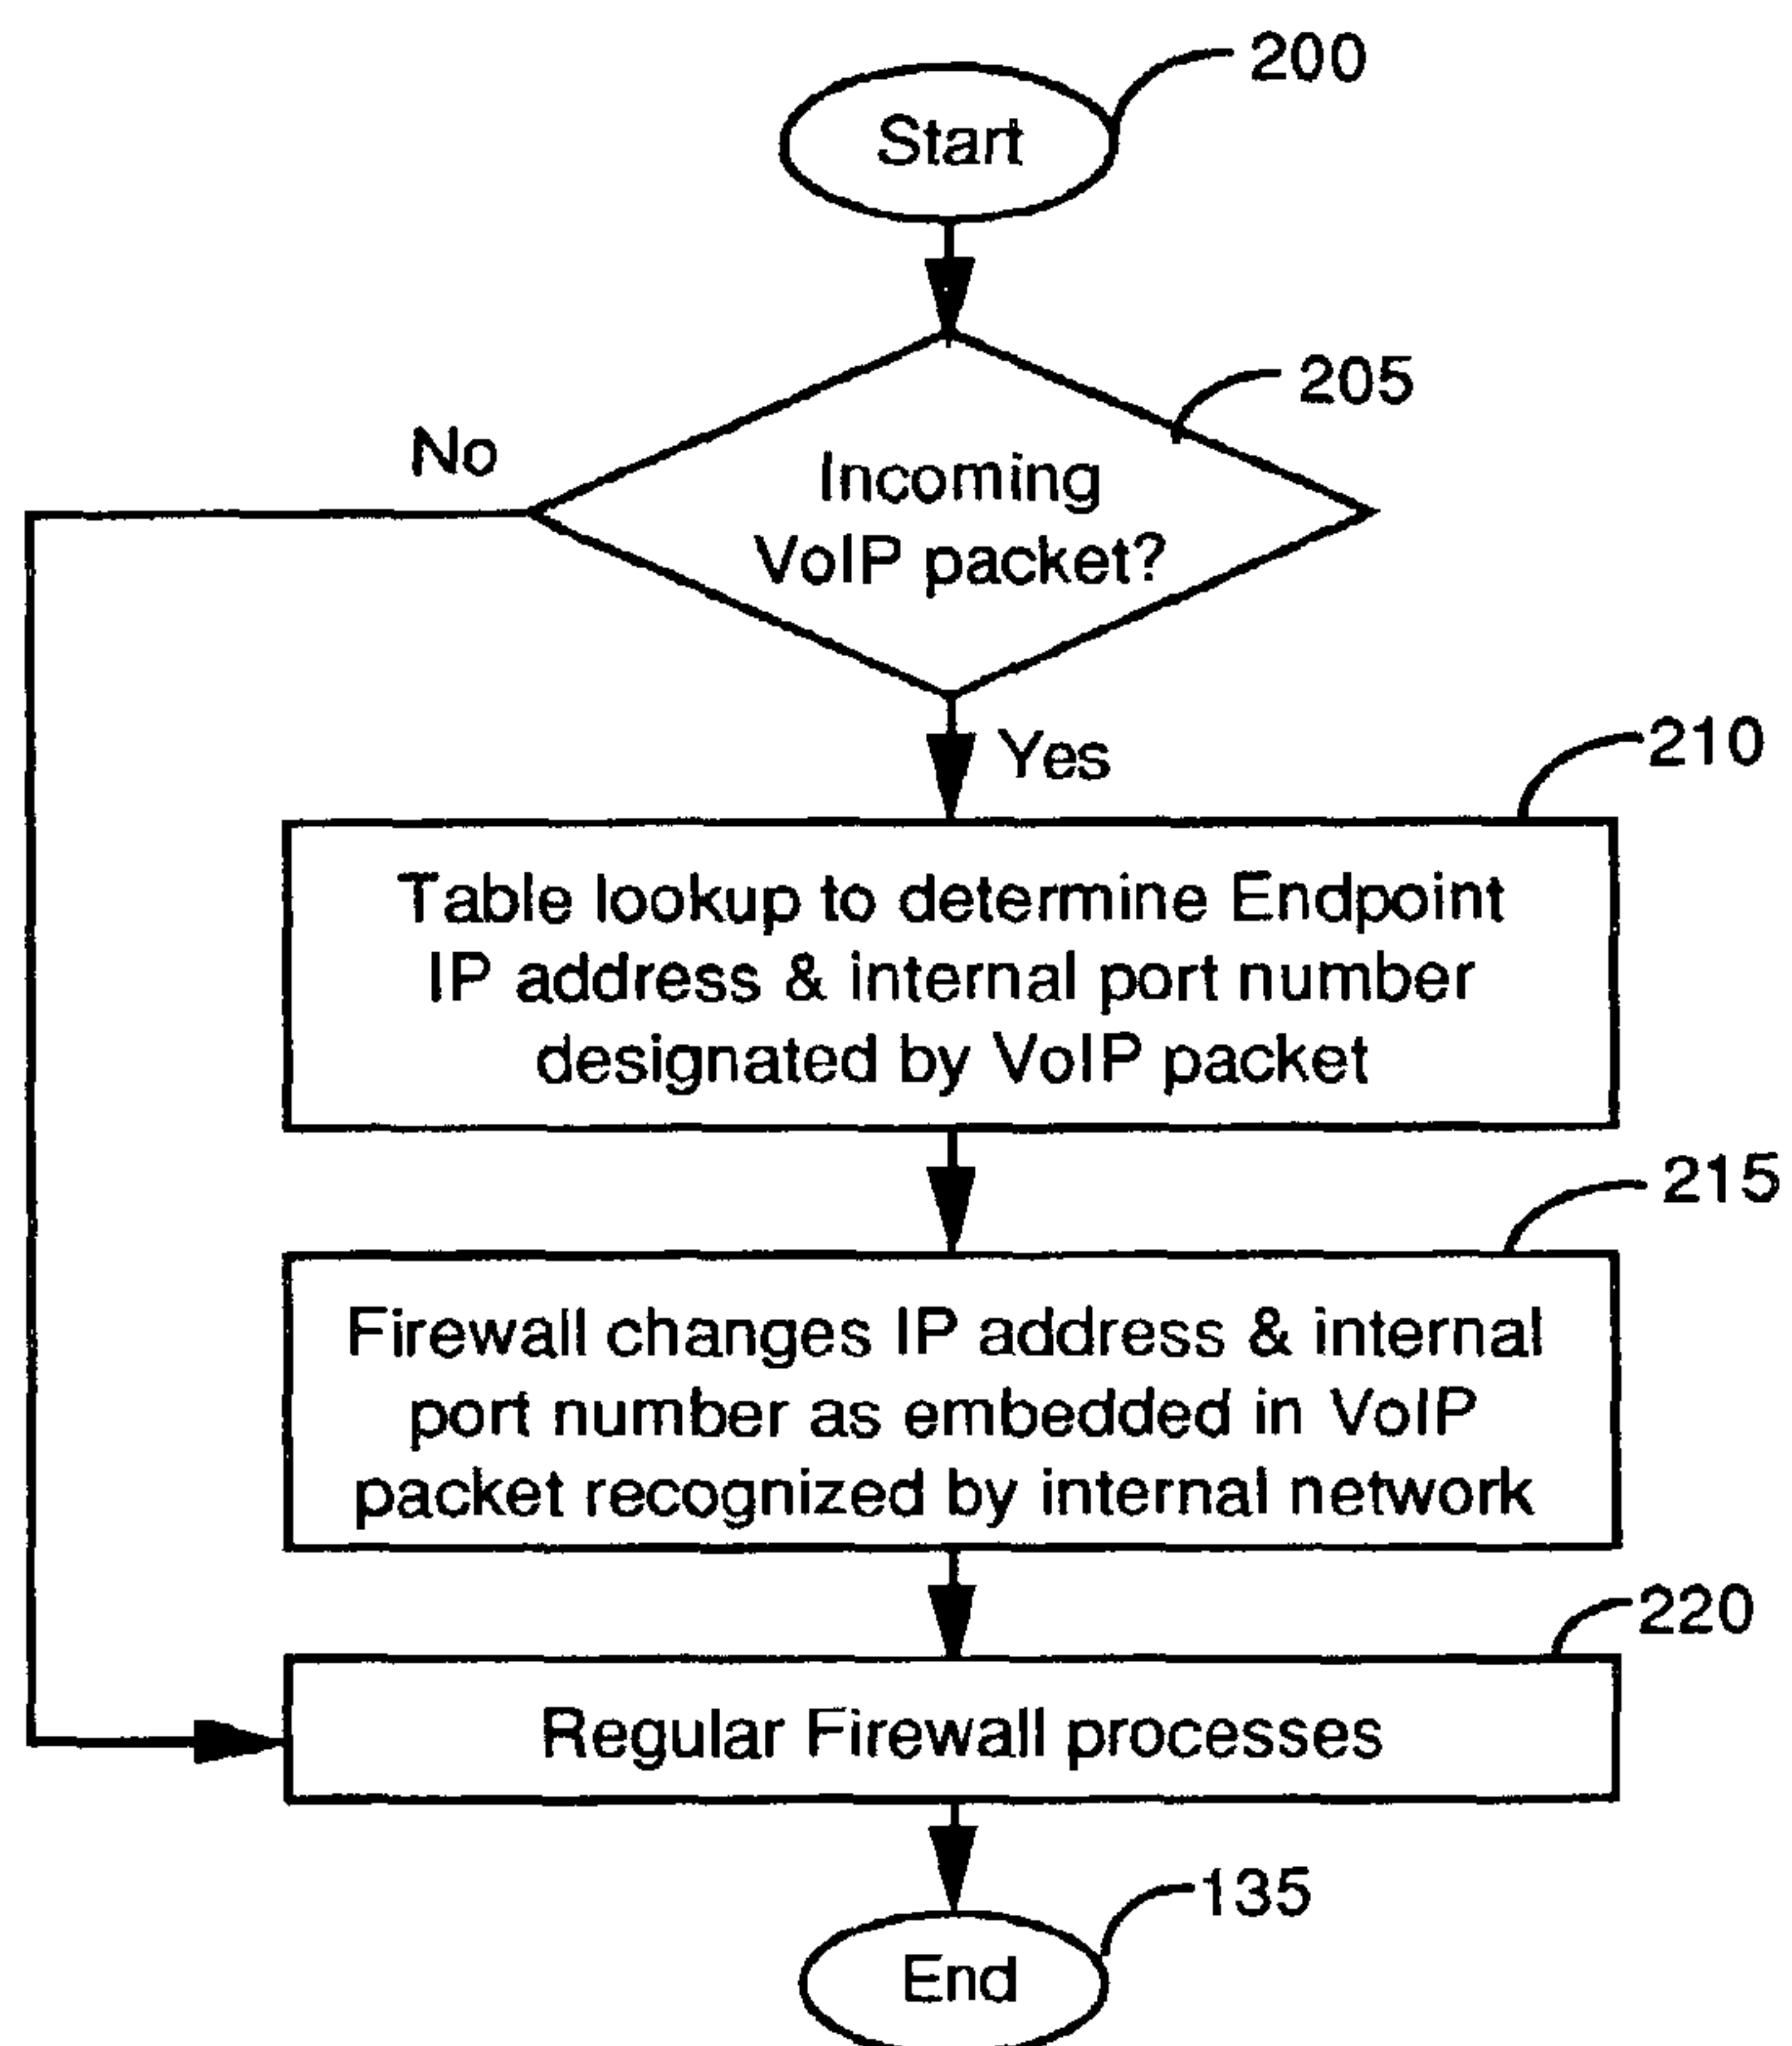 200
Start
205
No
Incoming
VoIP packet?
Yes
210
Table lookup to determine Endpoint
IP address & internal port number
designated by VoIP packet
215
Firewall changes IP address & internal
port number as embedded in VoIP
packet recognized by internal network
220
Regular Firewall processes
135
End